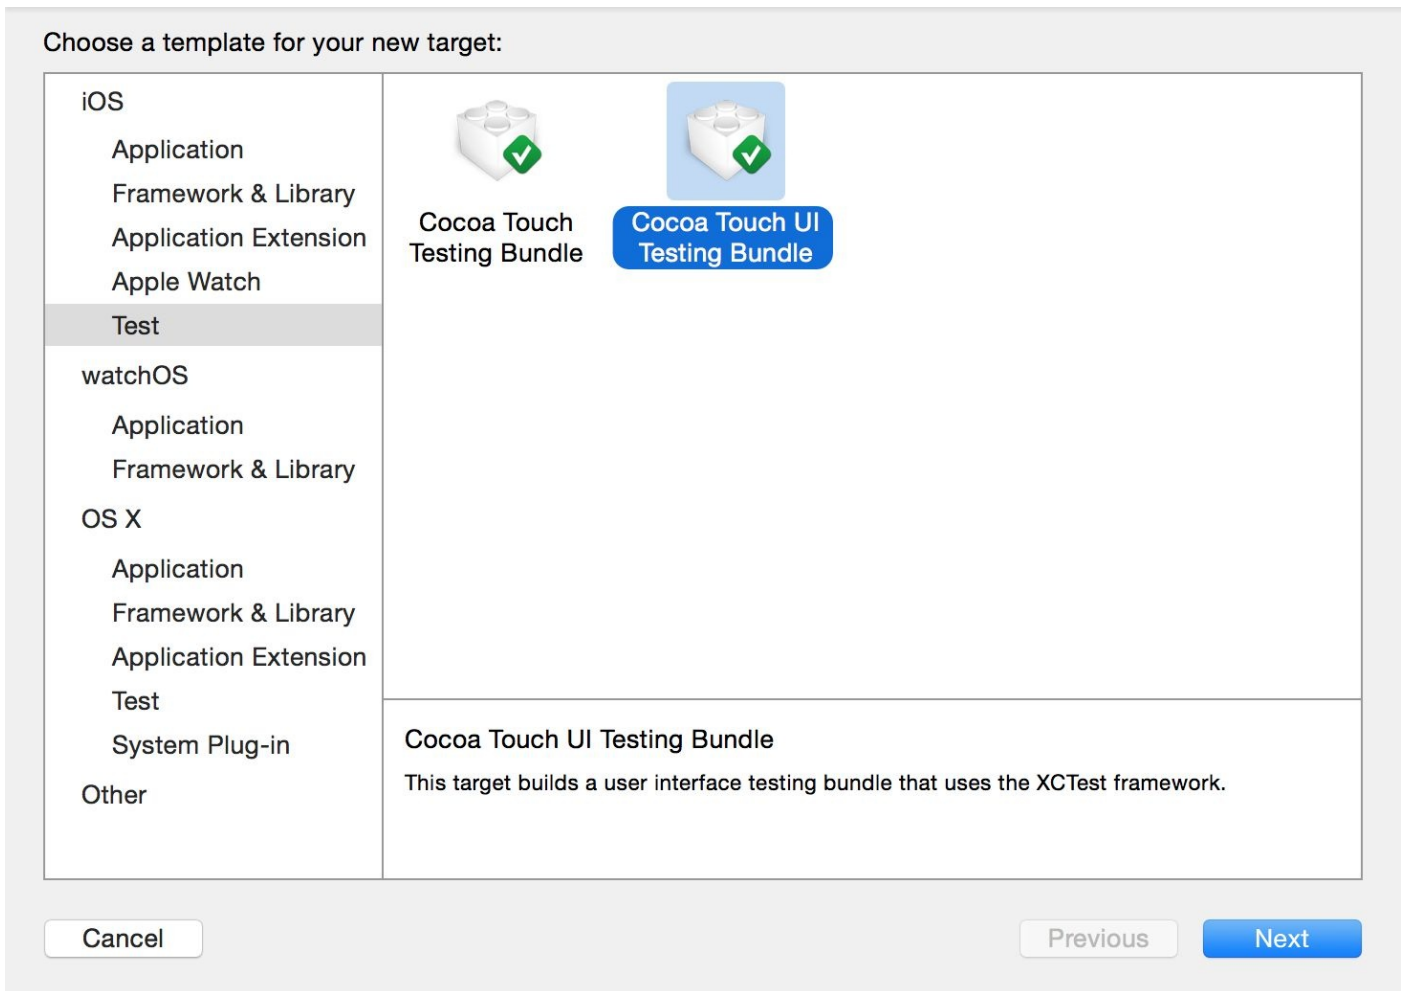 Choose a template for your new target:
iOS
Application
Framework & Library
Application Extension
Apple Watch
Test
watchOS
Application
Framework & Library
OS X
Application
Framework & Library
Application Extension
Test
System Plug-in
Other
Cocoa Touch
Testing Bundle
Cocoa Touch UI
Testing Bundle
Cocoa Touch UI Testing Bundle
This target builds a user interface testing bundle that uses the XCTest framework.
Cancel
Previous
Next